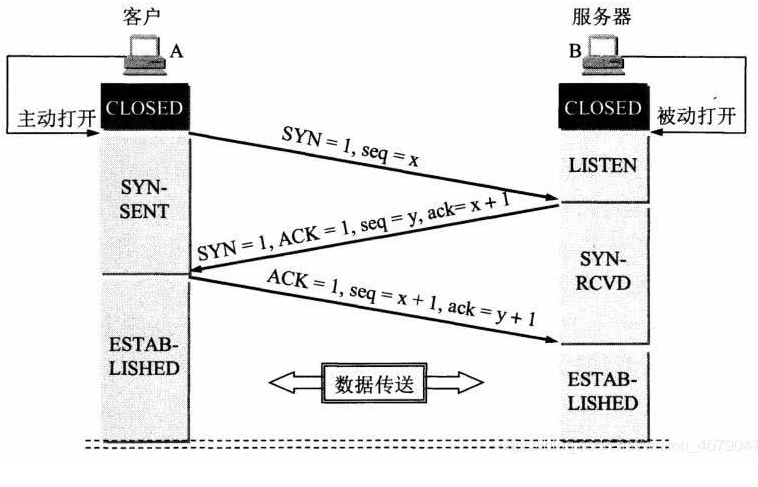 客户
服务器
A
B
CLOSED
CLOSED
主动打开
被动打开
SYN = 1, seq = x
LISTEN
SYN-
SENT
SYN = 1, ACK = 1, seq = y, ack= x + 1
SYN-
RCVD
ACK = 1, seq = x + 1, ack = y + 1
ESTAB-
LISHED
数据传送
ESTAB-
LISHED